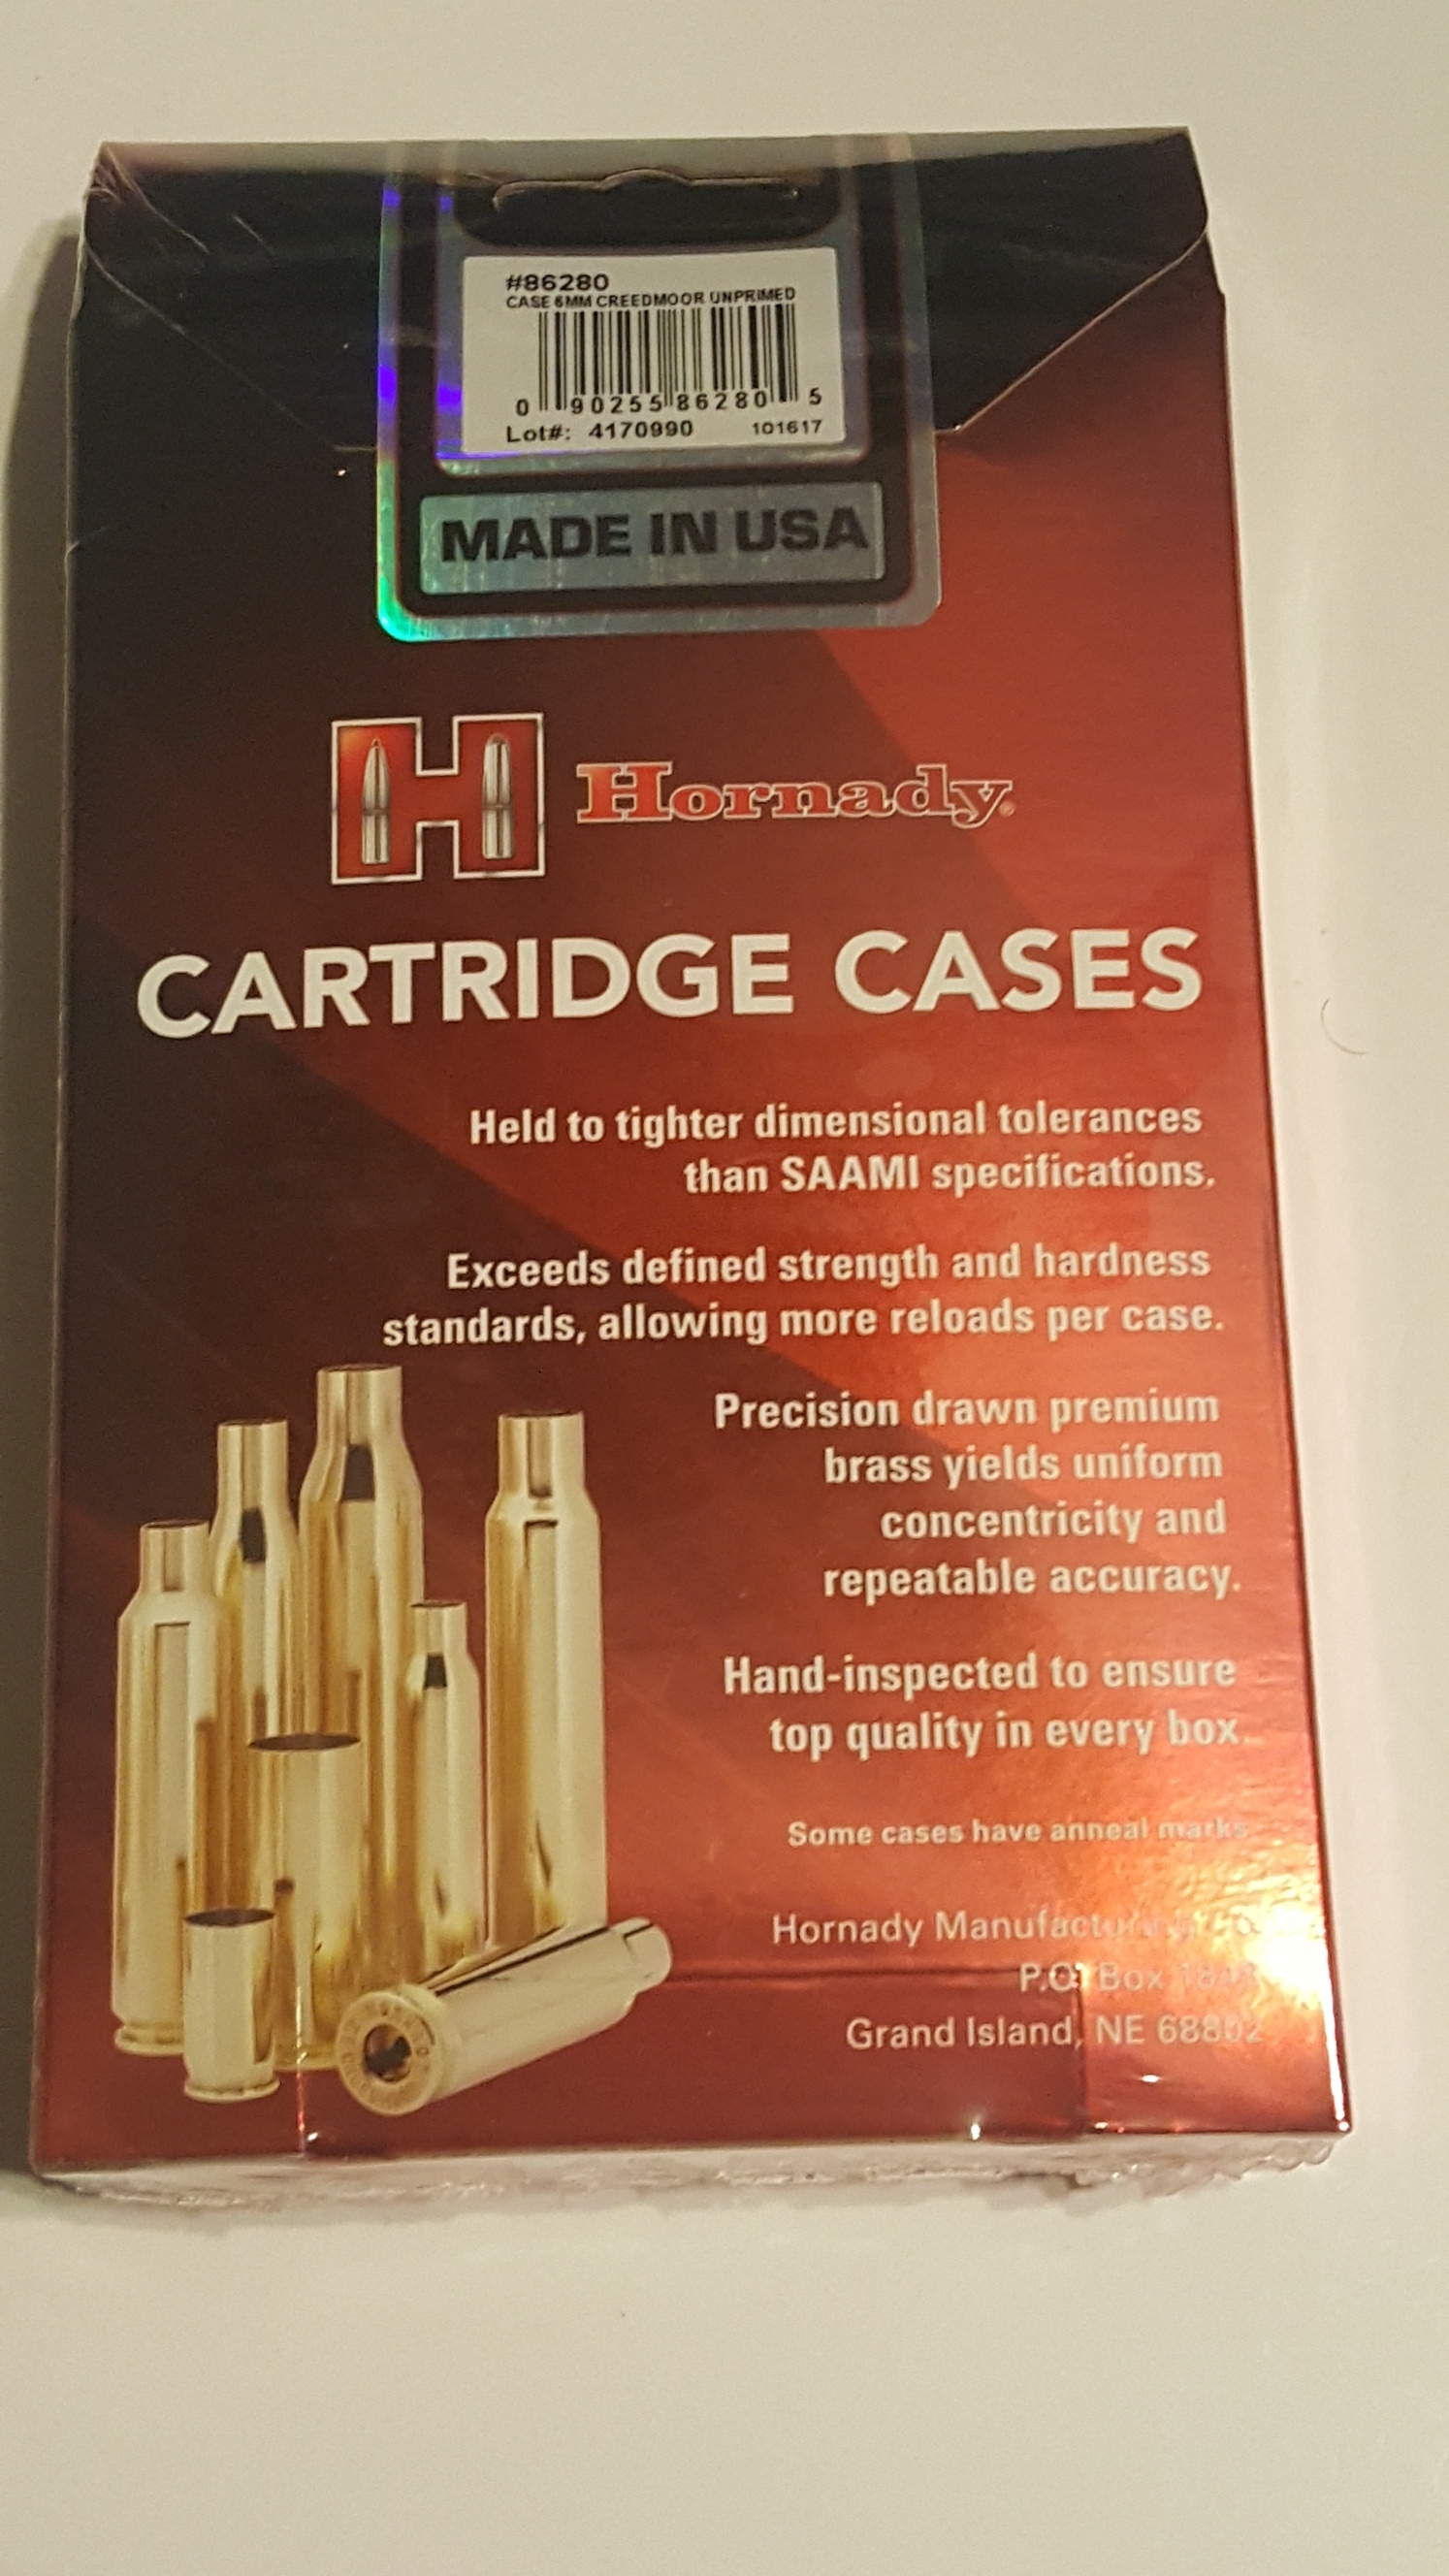 #86280
CASE 6MM CREEDMOOR UNPRIMED
0 90255 86280 5
Lot#: 4170990 101617
MADE IN USA
H Hornady®
CARTRIDGE CASES
Held to tighter dimensional tolerances
than SAAMI specifications.
Exceeds defined strength and hardness
standards, allowing more reloads per case.
Precision drawn premium
brass yields uniform
concentricity and
repeatable accuracy.
Hand-inspected to ensure
top quality in every box.
Some cases have anneal marks
Hornady Manufacturing
P.O. Box
Grand Island, NE 68802